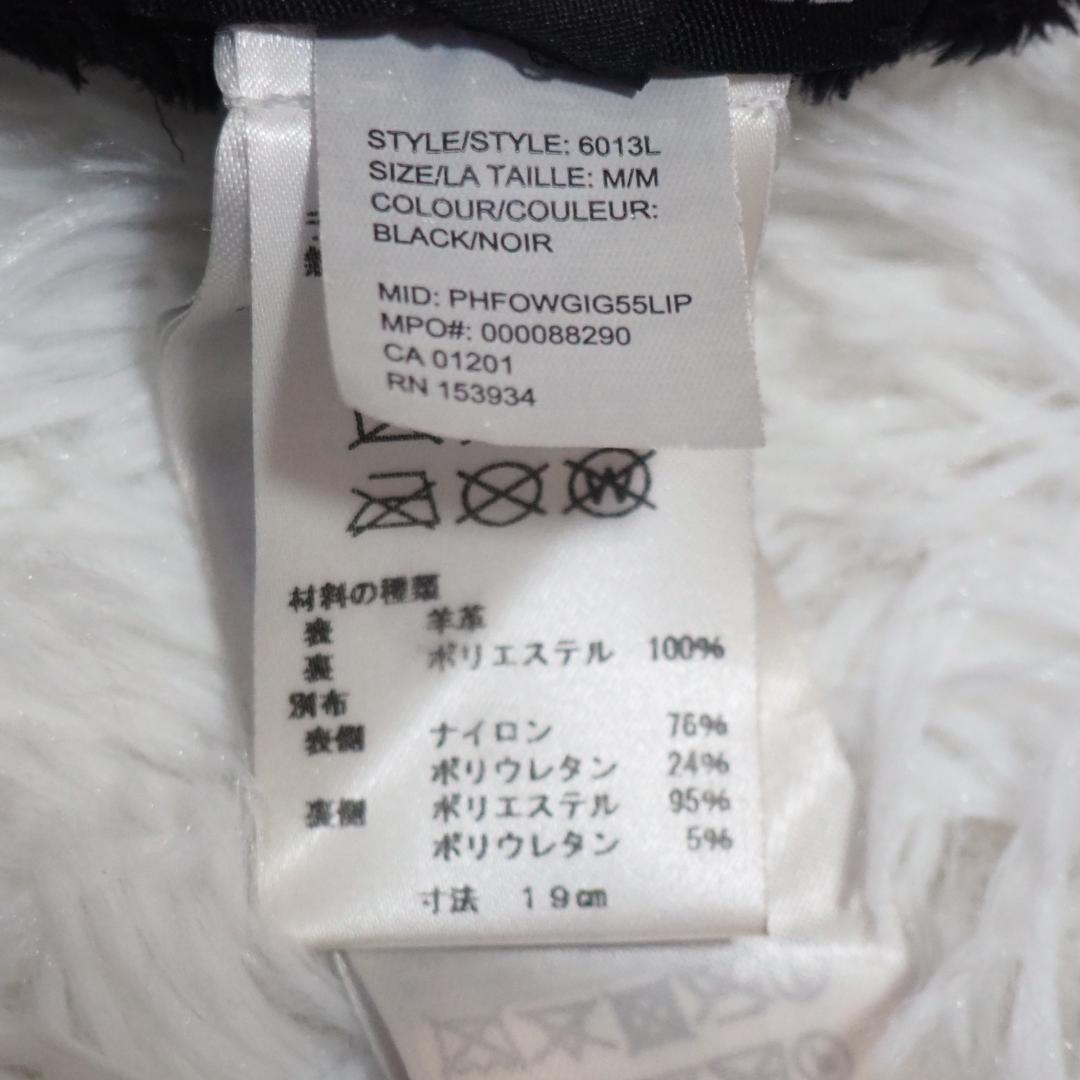 STYLE/STYLE: 6013L
SIZE/LA TAILLE: M/M
COLOUR/COULEUR:
BLACK/NOIR
MID: PHFOWGIG55LIP
MPO#: 000088290
CA 01201
RN 153934
W
材料の種類
表 羊革
裏 ポリエステル 100%
別布
表側 ナイロン 76%
ポリウレタン 24%
裏側 ポリエステル 95%
ポリウレタン 5%
寸法 19cm